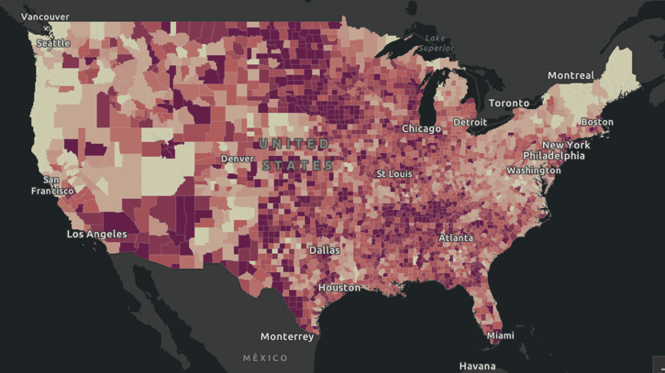 Vancouver
Seattle
Lake
Superior
Montreal
Toronto
Boston
Detroit
Chicago
New York
Philadelphia
UNITED
STATES
Denver
Washington
St Louis
San
Francisco
Los Angeles
Atlanta
Dallas
Houston
Monterrey
Miami
MÉXICO
Havana